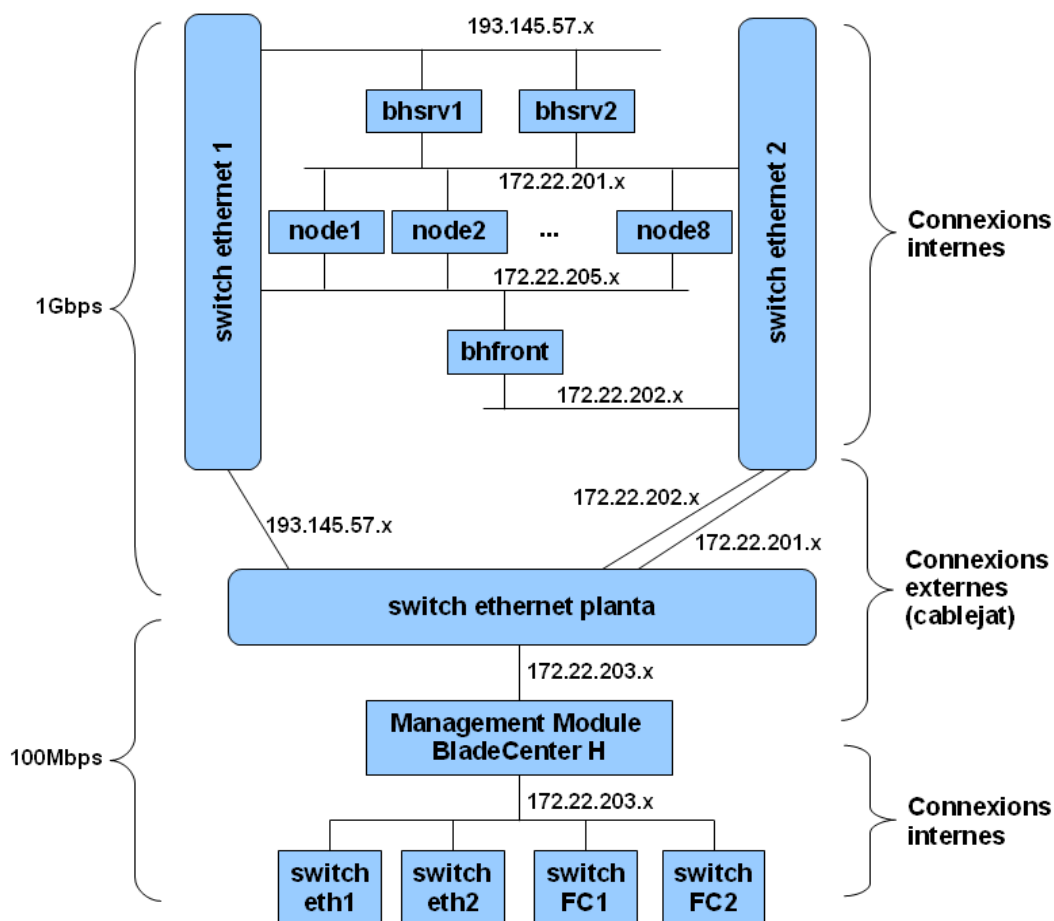 193.145.57.x
bhsrv1
bhsrv2
switch ethernet 1
switch ethernet 2
172.22.201.x
node1
node2
...
node8
Connexions
internes
172.22.205.x
1Gbps
bhfront
172.22.202.x
172.22.202.x
193.145.57.x
172.22.201.x
Connexions
externes
(cablejat)
switch ethernet planta
172.22.203.x
Management Module
BladeCenter H
100Mbps
172.22.203.x
Connexions
internes
switch
eth1
switch
eth2
switch
FC1
switch
FC2